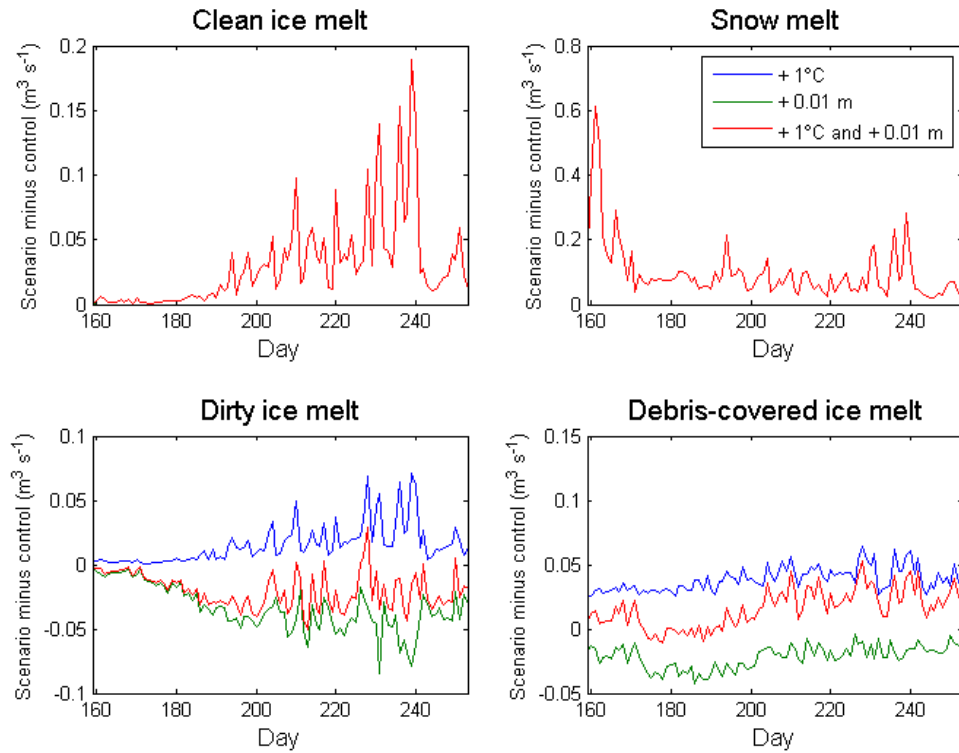 Clean ice melt
Scenario minus control (m³ s⁻¹)
0.2
0.15
0.1
0.05
0
160 180 200 220 240
Day
Snow melt
Scenario minus control (m³ s⁻¹)
0.8
0.6
0.4
0.2
0
160 180 200 220 240
Day
+ 1°C
+ 0.01 m
+ 1°C and + 0.01 m
Dirty ice melt
Scenario minus control (m³ s⁻¹)
0.1
0.05
0
-0.05
-0.1
160 180 200 220 240
Day
Debris-covered ice melt
Scenario minus control (m³ s⁻¹)
0.15
0.1
0.05
0
-0.05
160 180 200 220 240
Day